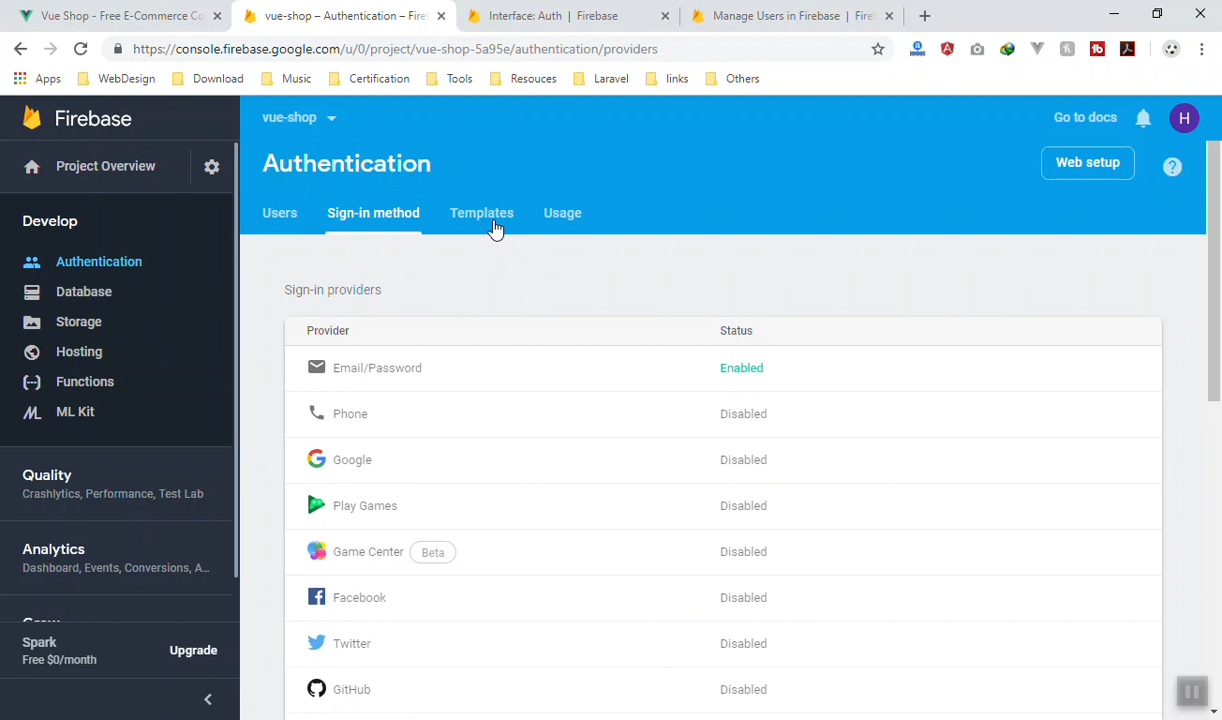 Vue Shop - Free E-Commerce Co
vue-shop – Authentication – Fire
Interface: Auth | Firebase
Manage Users in Firebase | Fire
https://console.firebase.google.com/u/0/project/vue-shop-5a95e/authentication/providers
Apps
WebDesign
Download
Music
Certification
Tools
Resouces
Laravel
links
Others
Firebase
vue-shop
Go to docs
H
Project Overview
Authentication
Web setup
Users
Sign-in method
Templates
Usage
Develop
Authentication
Database
Storage
Hosting
Functions
ML Kit
Quality
Crashlytics, Performance, Test Lab
Analytics
Dashboard, Events, Conversions, A...
Spark
Free $0/month
Upgrade
Sign-in providers
Provider
Status
Email/Password
Enabled
Phone
Disabled
Google
Disabled
Play Games
Disabled
Game Center
Beta
Disabled
Facebook
Disabled
Twitter
Disabled
GitHub
Disabled